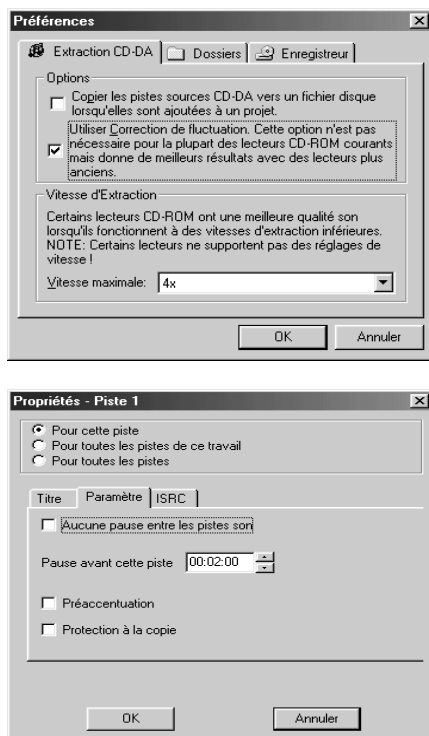 Préférences
Extraction CD-DA
Dossiers
Enregistreur
Options
Copier les pistes sources CD-DA vers un fichier disque
lorsqu'elles sont ajoutées à un projet.
Utiliser Correction de fluctuation. Cette option n'est pas
nécessaire pour la plupart des lecteurs CD-ROM courants
mais donne de meilleurs résultats avec des lecteurs plus
anciens.
Vitesse d'Extraction
Certains lecteurs CD-ROM ont une meilleure qualité son
lorsqu'ils fonctionnent à des vitesses d'extraction inférieures.
NOTE: Certains lecteurs ne supportent pas des réglages de
vitesse !
Vitesse maximale: 4x
OK Annuler
Propriétés - Piste 1
Pour cette piste
Pour toutes les pistes de ce travail
Pour toutes les pistes
Titre Paramètre ISRC
Aucune pause entre les pistes son
Pause avant cette piste 00:02:00
Préaccentuation
Protection à la copie
OK Annuler